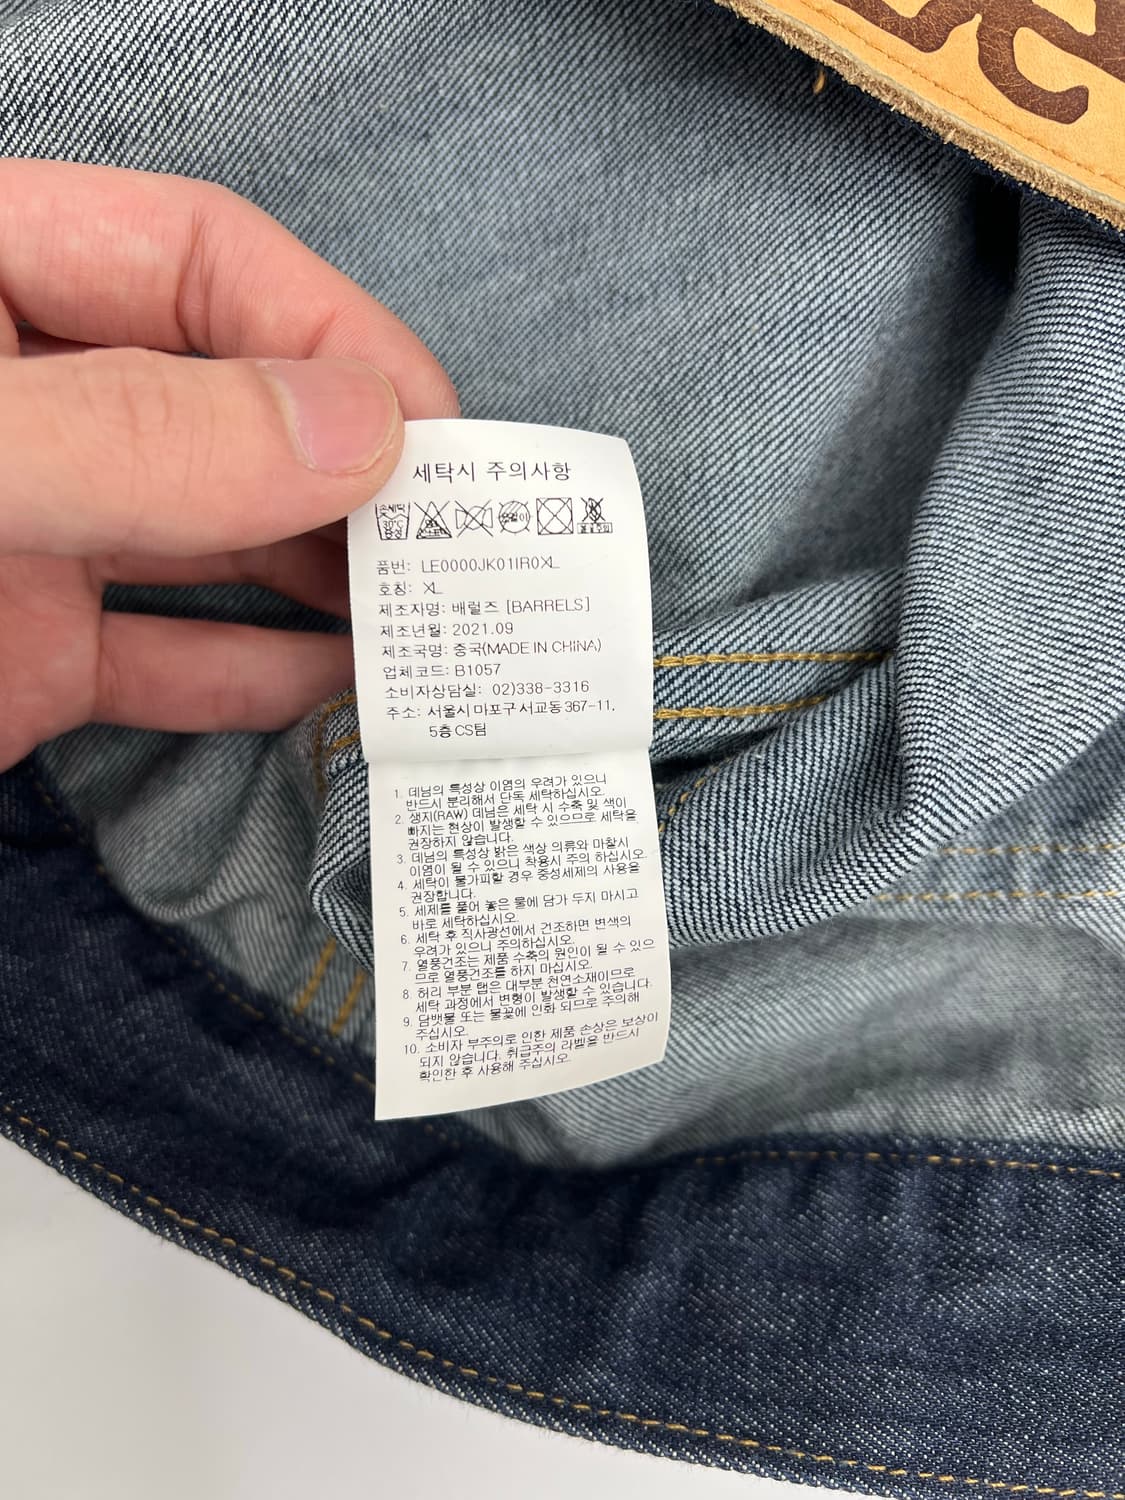 세탁시 주의사항
손세탁
30℃
중성
품번: LE0000JK01IR0XL
호칭: XL
제조자명: 배럴즈 [BARRELS]
제조년월: 2021.09
제조국명: 중국(MADE IN CHINA)
업체코드: B1057
소비자상담실: 02)338-3316
주소: 서울시 마포구 서교동 367-11,
5층 CS팀
1. 데님의 특성상 이염의 우려가 있으니
반드시 분리해서 단독 세탁하십시오.
2. 생지(RAW) 데님은 세탁 시 수축 및 색이
빠지는 현상이 발생할 수 있으므로 세탁을
권장하지 않습니다.
3. 데님의 특성상 밝은 색상 의류와 마찰시
이염이 될 수 있으니 착용시 주의 하십시오.
4. 세탁이 불가피할 경우 중성세제의 사용을
권장합니다.
5. 세제를 풀어 놓은 물에 담가 두지 마시고
바로 세탁하십시오.
6. 세탁 후 직사광선에서 건조하면 변색의
우려가 있으니 주의하십시오.
7. 열풍건조는 제품 수축의 원인이 될 수 있으
므로 열풍건조를 하지 마십시오.
8. 허리 부분 탭은 대부분 천연소재이므로
세탁 과정에서 변형이 발생할 수 있습니다.
9. 담뱃불 또는 불꽃에 인화 되므로 주의해
주십시오.
10. 소비자 부주의로 인한 제품 손상은 보상이
되지 않습니다. 취급주의 라벨을 반드시
확인한 후 사용해 주십시오.